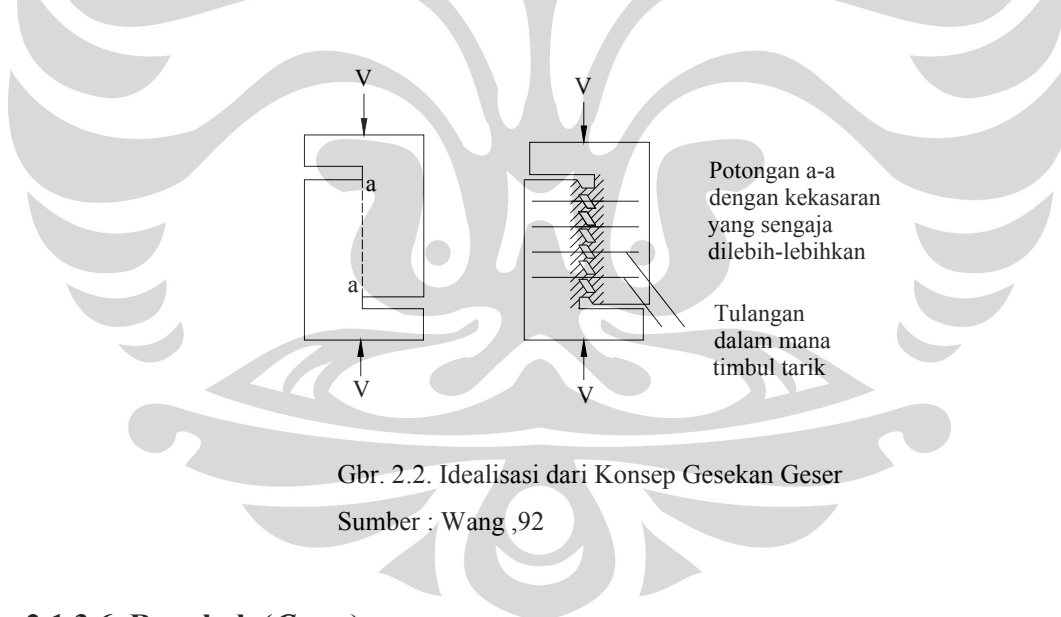 V
V
a
a
V
V
Potongan a-a
dengan kekasaran
yang sengaja
dilebih-lebihkan
Tulangan
dalam mana
timbul tarik
Gbr. 2.2. Idealisasi dari Konsep Gesekan Geser
Sumber : Wang ,92